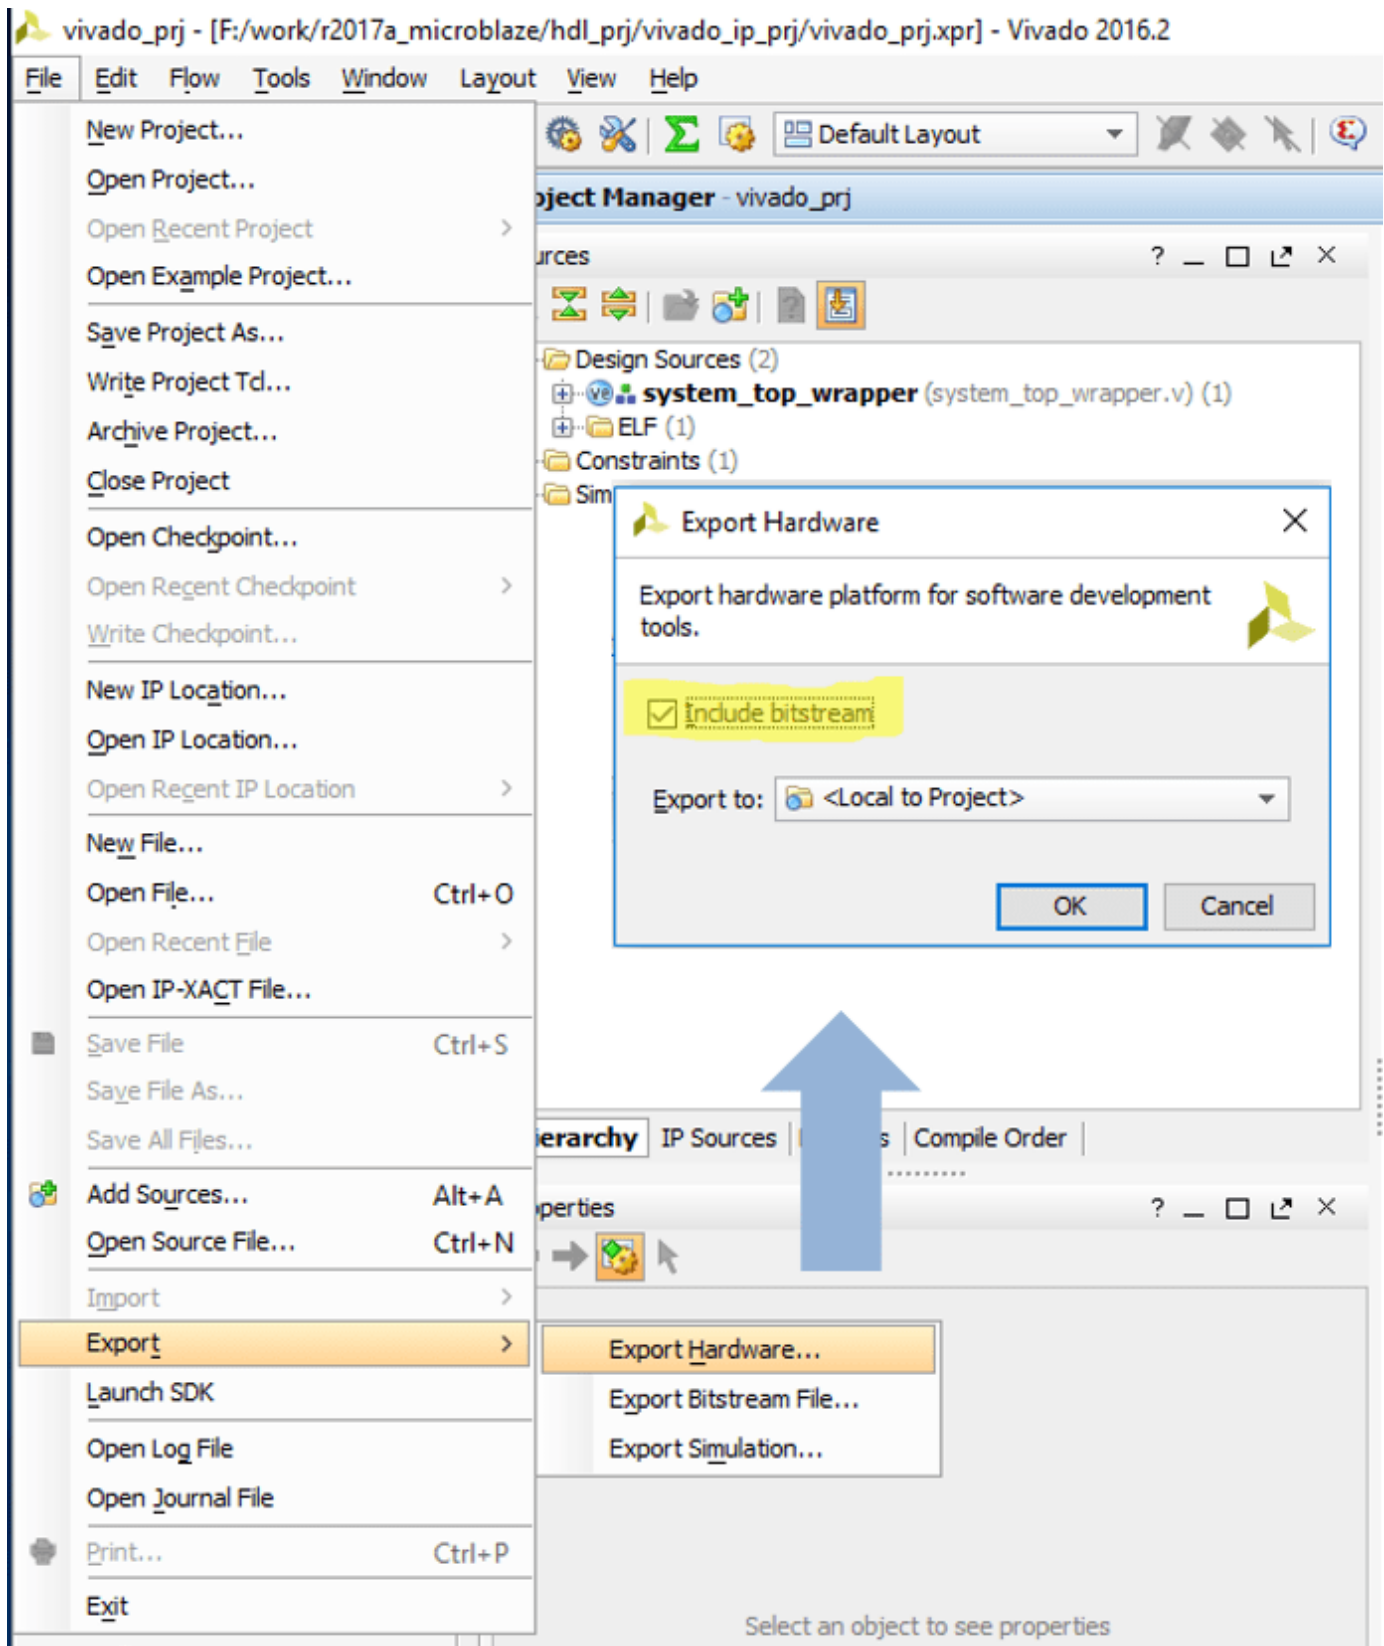 vivado_prj - [F:/work/r2017a_microblaze/hdl_prj/vivado_ip_prj/vivado_prj.xpr] - Vivado 2016.2
File Edit Flow Tools Window Layout View Help
New Project...
Open Project...
Open Recent Project
Open Example Project...
Save Project As...
Write Project Tcl...
Archive Project...
Close Project
Open Checkpoint...
Open Recent Checkpoint
Write Checkpoint...
New IP Location...
Open IP Location...
Open Recent IP Location
New File...
Open File... Ctrl+O
Open Recent File
Open IP-XACT File...
Save File Ctrl+S
Save File As...
Save All Files...
Add Sources... Alt+A
Open Source File... Ctrl+N
Import
Export
Launch SDK
Open Log File
Open Journal File
Print... Ctrl+P
Exit
Export Hardware...
Export Bitstream File...
Export Simulation...
Default Layout
oject Manager - vivado_prj
urces
Design Sources (2)
system_top_wrapper (system_top_wrapper.v) (1)
ELF (1)
Constraints (1)
Sim
Export Hardware
Export hardware platform for software development
tools.
Include bitstream
Export to: <Local to Project>
OK Cancel
ierarchy IP Sources s Compile Order
perties
Select an object to see properties